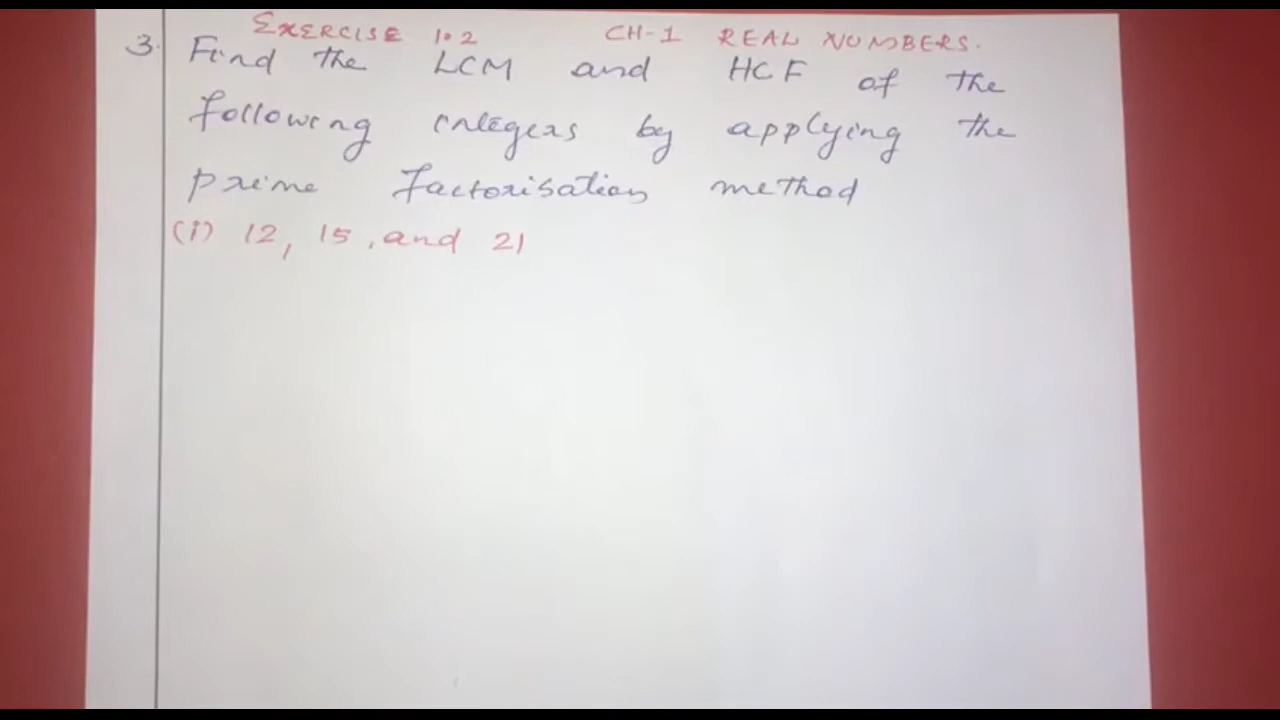 EXERCISE 1.2 CH-1 REAL NUMBERS.
3. Find the LCM and HCF of the
following integers by applying the
prime factorisation method
(i) 12, 15, and 21